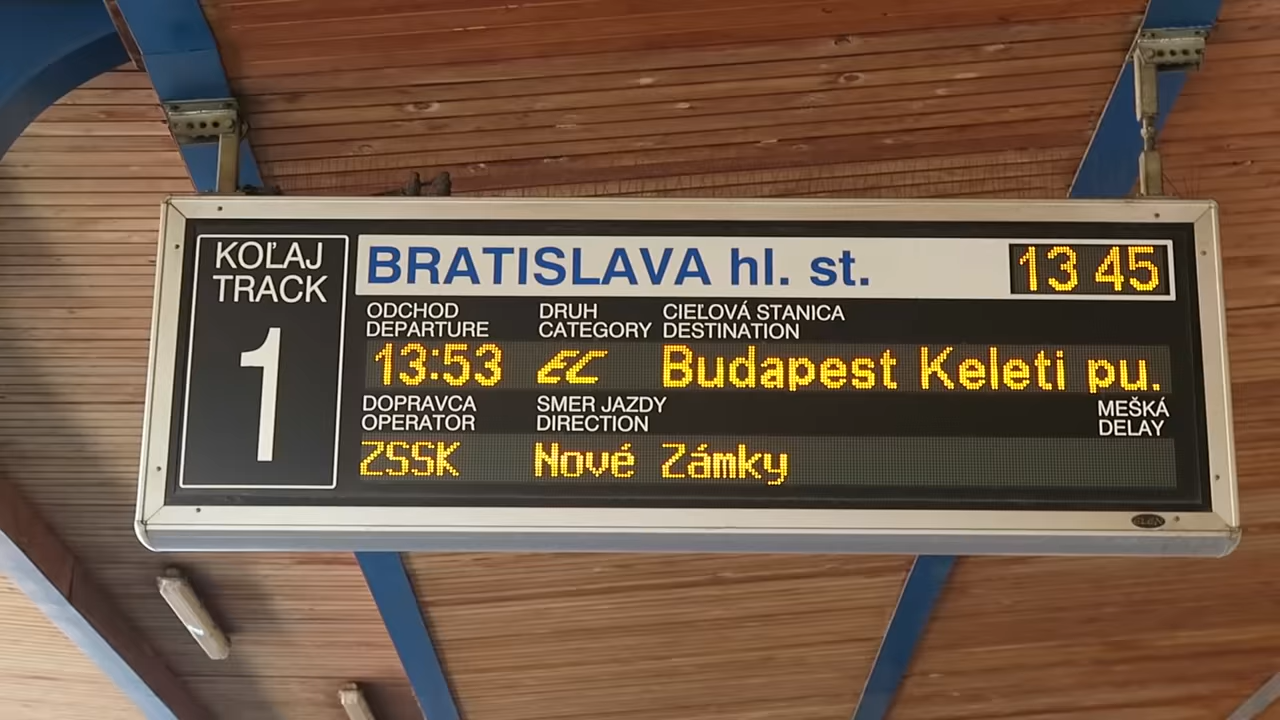 KOĽAJ
TRACK
1
BRATISLAVA hl. st. 13 45
ODCHOD DRUH CIEĽOVÁ STANICA
DEPARTURE CATEGORY DESTINATION
13:53 EC Budapest Keleti pu.
DOPRAVCA SMER JAZDY MEŠKÁ
OPERATOR DIRECTION DELAY
ZSSK Nové Zámky